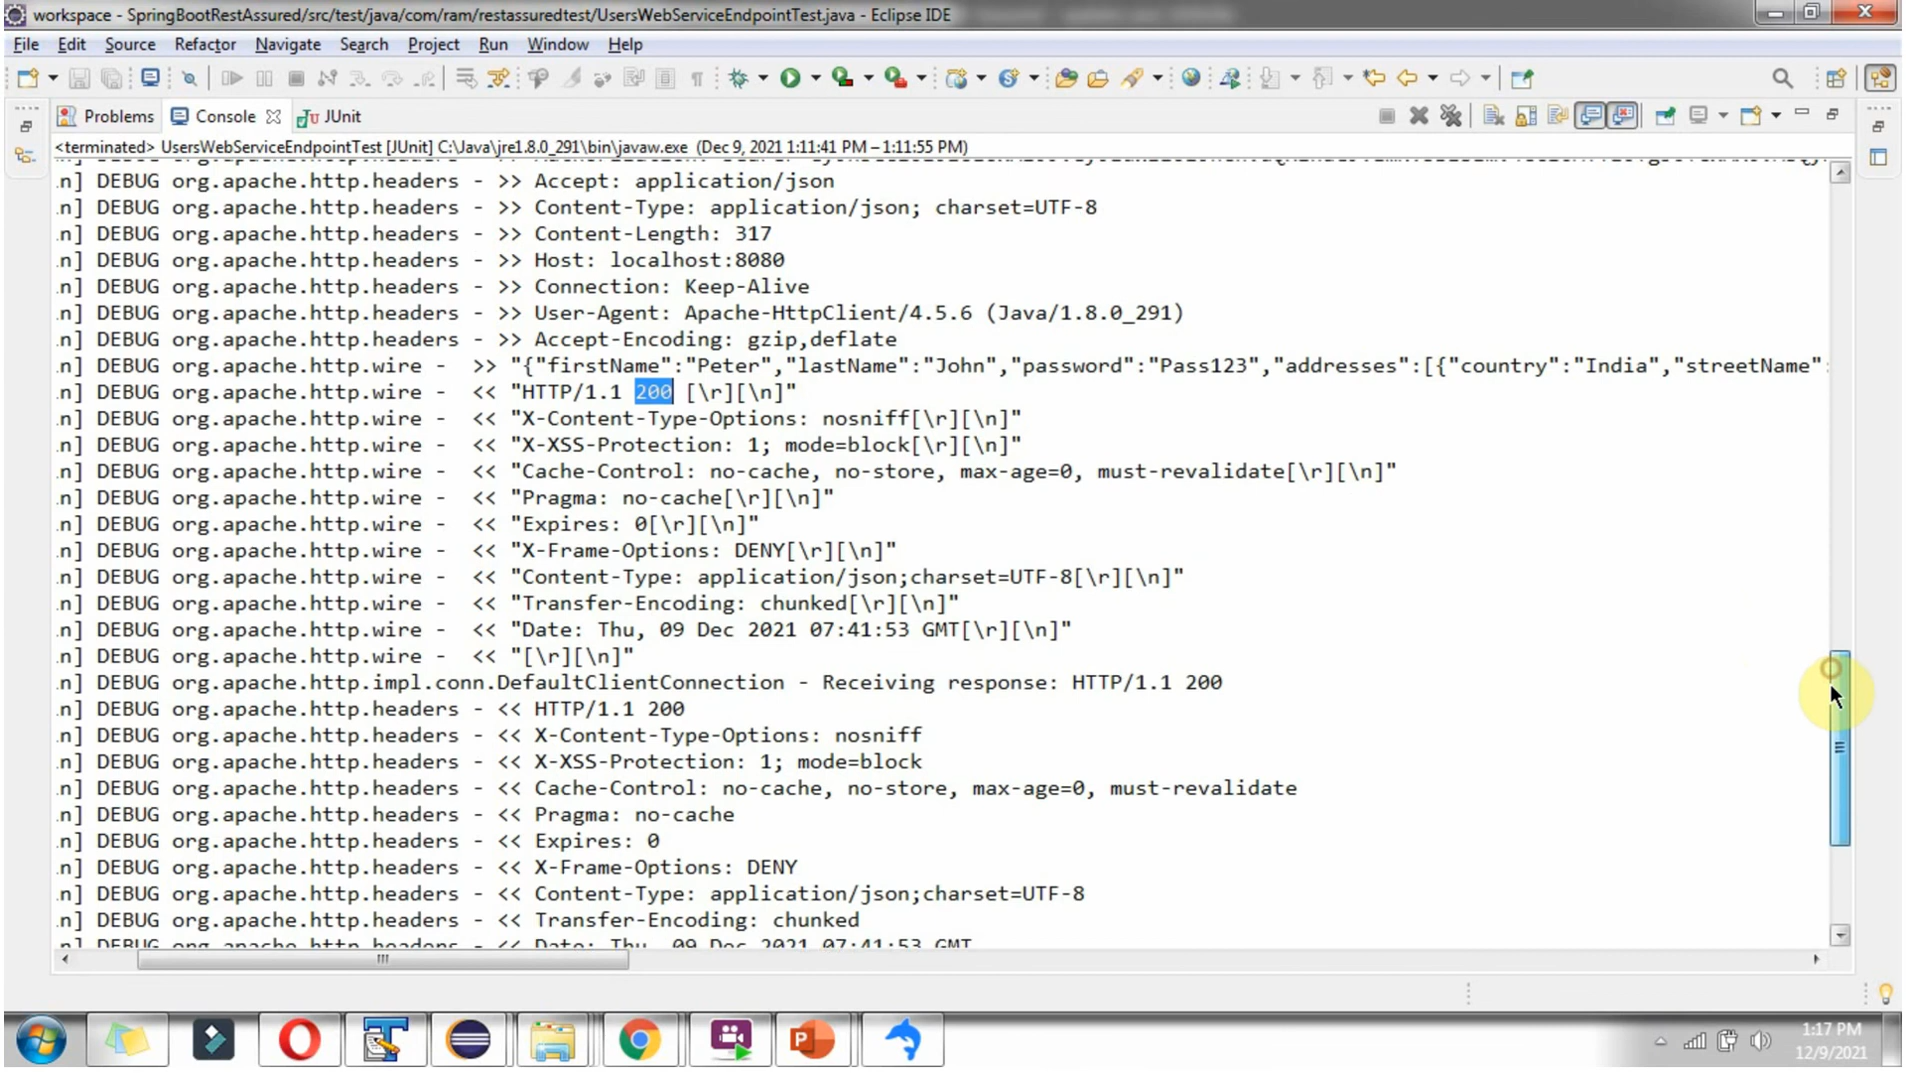 workspace - SpringBootRestAssured/src/test/java/com/ram/restassuredtest/UsersWebServiceEndpointTest.java - Eclipse IDE
File Edit Source Refactor Navigate Search Project Run Window Help
Problems Console JUnit
<terminated> UsersWebServiceEndpointTest [JUnit] C:\Java\jre1.8.0_291\bin\javaw.exe (Dec 9, 2021 1:11:41 PM – 1:11:55 PM)
.n] DEBUG org.apache.http.headers - >> Accept: application/json
.n] DEBUG org.apache.http.headers - >> Content-Type: application/json; charset=UTF-8
.n] DEBUG org.apache.http.headers - >> Content-Length: 317
.n] DEBUG org.apache.http.headers - >> Host: localhost:8080
.n] DEBUG org.apache.http.headers - >> Connection: Keep-Alive
.n] DEBUG org.apache.http.headers - >> User-Agent: Apache-HttpClient/4.5.6 (Java/1.8.0_291)
.n] DEBUG org.apache.http.headers - >> Accept-Encoding: gzip,deflate
.n] DEBUG org.apache.http.wire - >> "{"firstName":"Peter","lastName":"John","password":"Pass123","addresses":[{"country":"India","streetName":
.n] DEBUG org.apache.http.wire - << "HTTP/1.1 200 [\r][\n]"
.n] DEBUG org.apache.http.wire - << "X-Content-Type-Options: nosniff[\r][\n]"
.n] DEBUG org.apache.http.wire - << "X-XSS-Protection: 1; mode=block[\r][\n]"
.n] DEBUG org.apache.http.wire - << "Cache-Control: no-cache, no-store, max-age=0, must-revalidate[\r][\n]"
.n] DEBUG org.apache.http.wire - << "Pragma: no-cache[\r][\n]"
.n] DEBUG org.apache.http.wire - << "Expires: 0[\r][\n]"
.n] DEBUG org.apache.http.wire - << "X-Frame-Options: DENY[\r][\n]"
.n] DEBUG org.apache.http.wire - << "Content-Type: application/json;charset=UTF-8[\r][\n]"
.n] DEBUG org.apache.http.wire - << "Transfer-Encoding: chunked[\r][\n]"
.n] DEBUG org.apache.http.wire - << "Date: Thu, 09 Dec 2021 07:41:53 GMT[\r][\n]"
.n] DEBUG org.apache.http.wire - << "[\r][\n]"
.n] DEBUG org.apache.http.impl.conn.DefaultClientConnection - Receiving response: HTTP/1.1 200
.n] DEBUG org.apache.http.headers - << HTTP/1.1 200
.n] DEBUG org.apache.http.headers - << X-Content-Type-Options: nosniff
.n] DEBUG org.apache.http.headers - << X-XSS-Protection: 1; mode=block
.n] DEBUG org.apache.http.headers - << Cache-Control: no-cache, no-store, max-age=0, must-revalidate
.n] DEBUG org.apache.http.headers - << Pragma: no-cache
.n] DEBUG org.apache.http.headers - << Expires: 0
.n] DEBUG org.apache.http.headers - << X-Frame-Options: DENY
.n] DEBUG org.apache.http.headers - << Content-Type: application/json;charset=UTF-8
.n] DEBUG org.apache.http.headers - << Transfer-Encoding: chunked
.n] DEBUG org.apache.http.headers - << Date: Thu, 09 Dec 2021 07:41:53 GMT
1:17 PM
12/9/2021